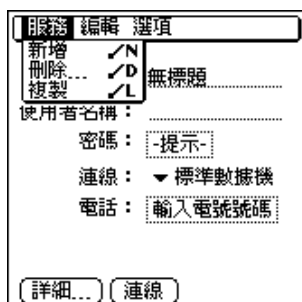 服務 編輯 選項
新增 /N
刪除... /D
複製 /L
無標題
使用者名稱：
密碼： -提示-
連線： 標準數據機
電話： 輸入電號號碼
詳細... 連線